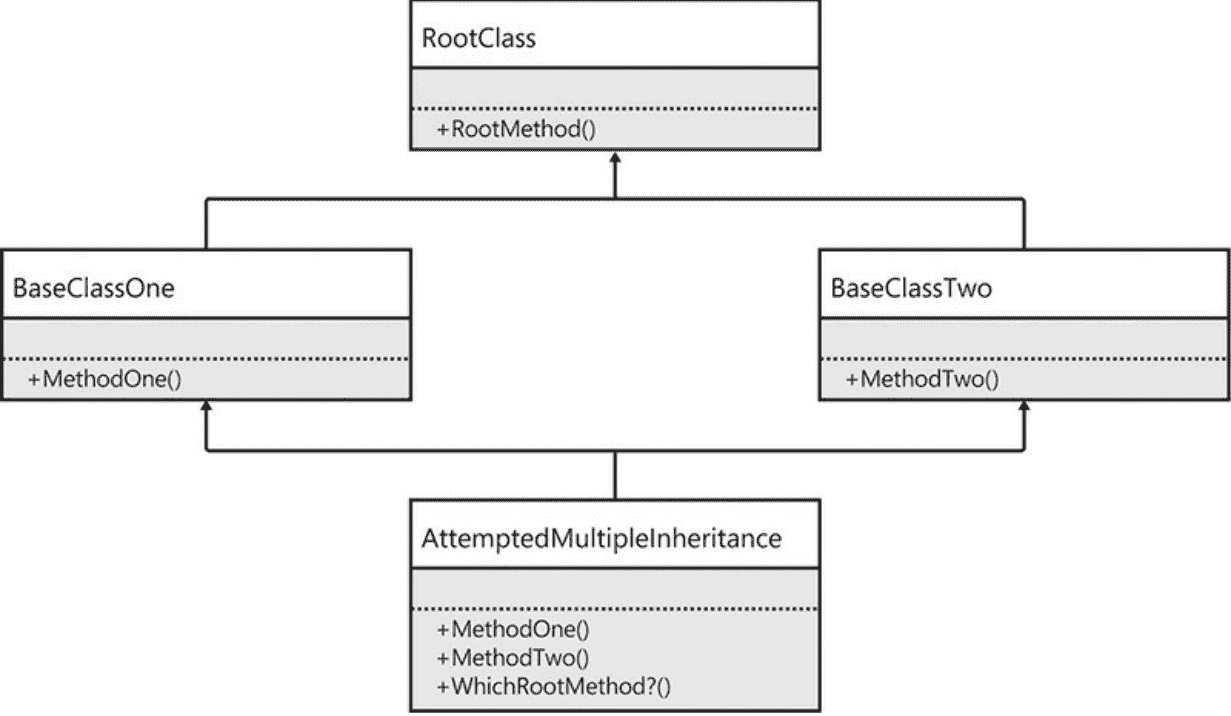 RootClass
+RootMethod()
BaseClassOne
+MethodOne()
BaseClassTwo
+MethodTwo()
AttemptedMultipleInheritance
+MethodOne()
+MethodTwo()
+WhichRootMethod?()